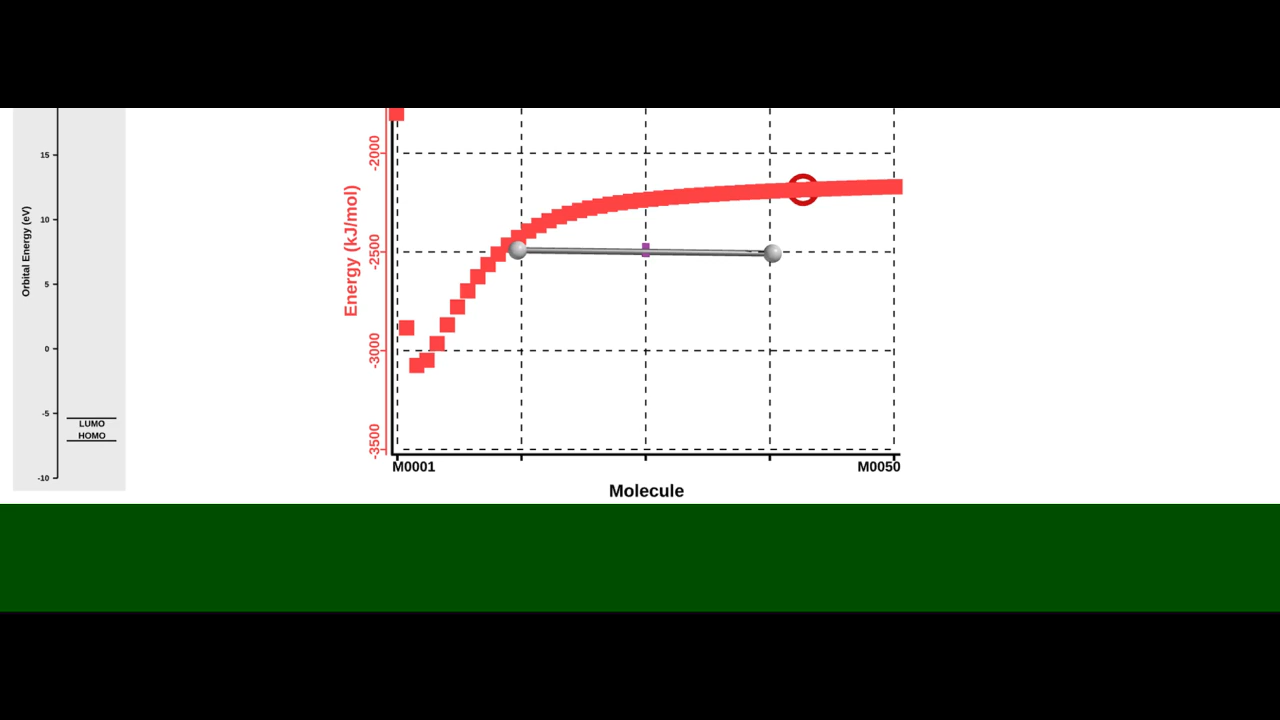 15
10
5
0
-5
-10
Orbital Energy (eV)
LUMO
HOMO
Energy (kJ/mol)
-2000
-2500
-3000
-3500
M0001
M0050
Molecule